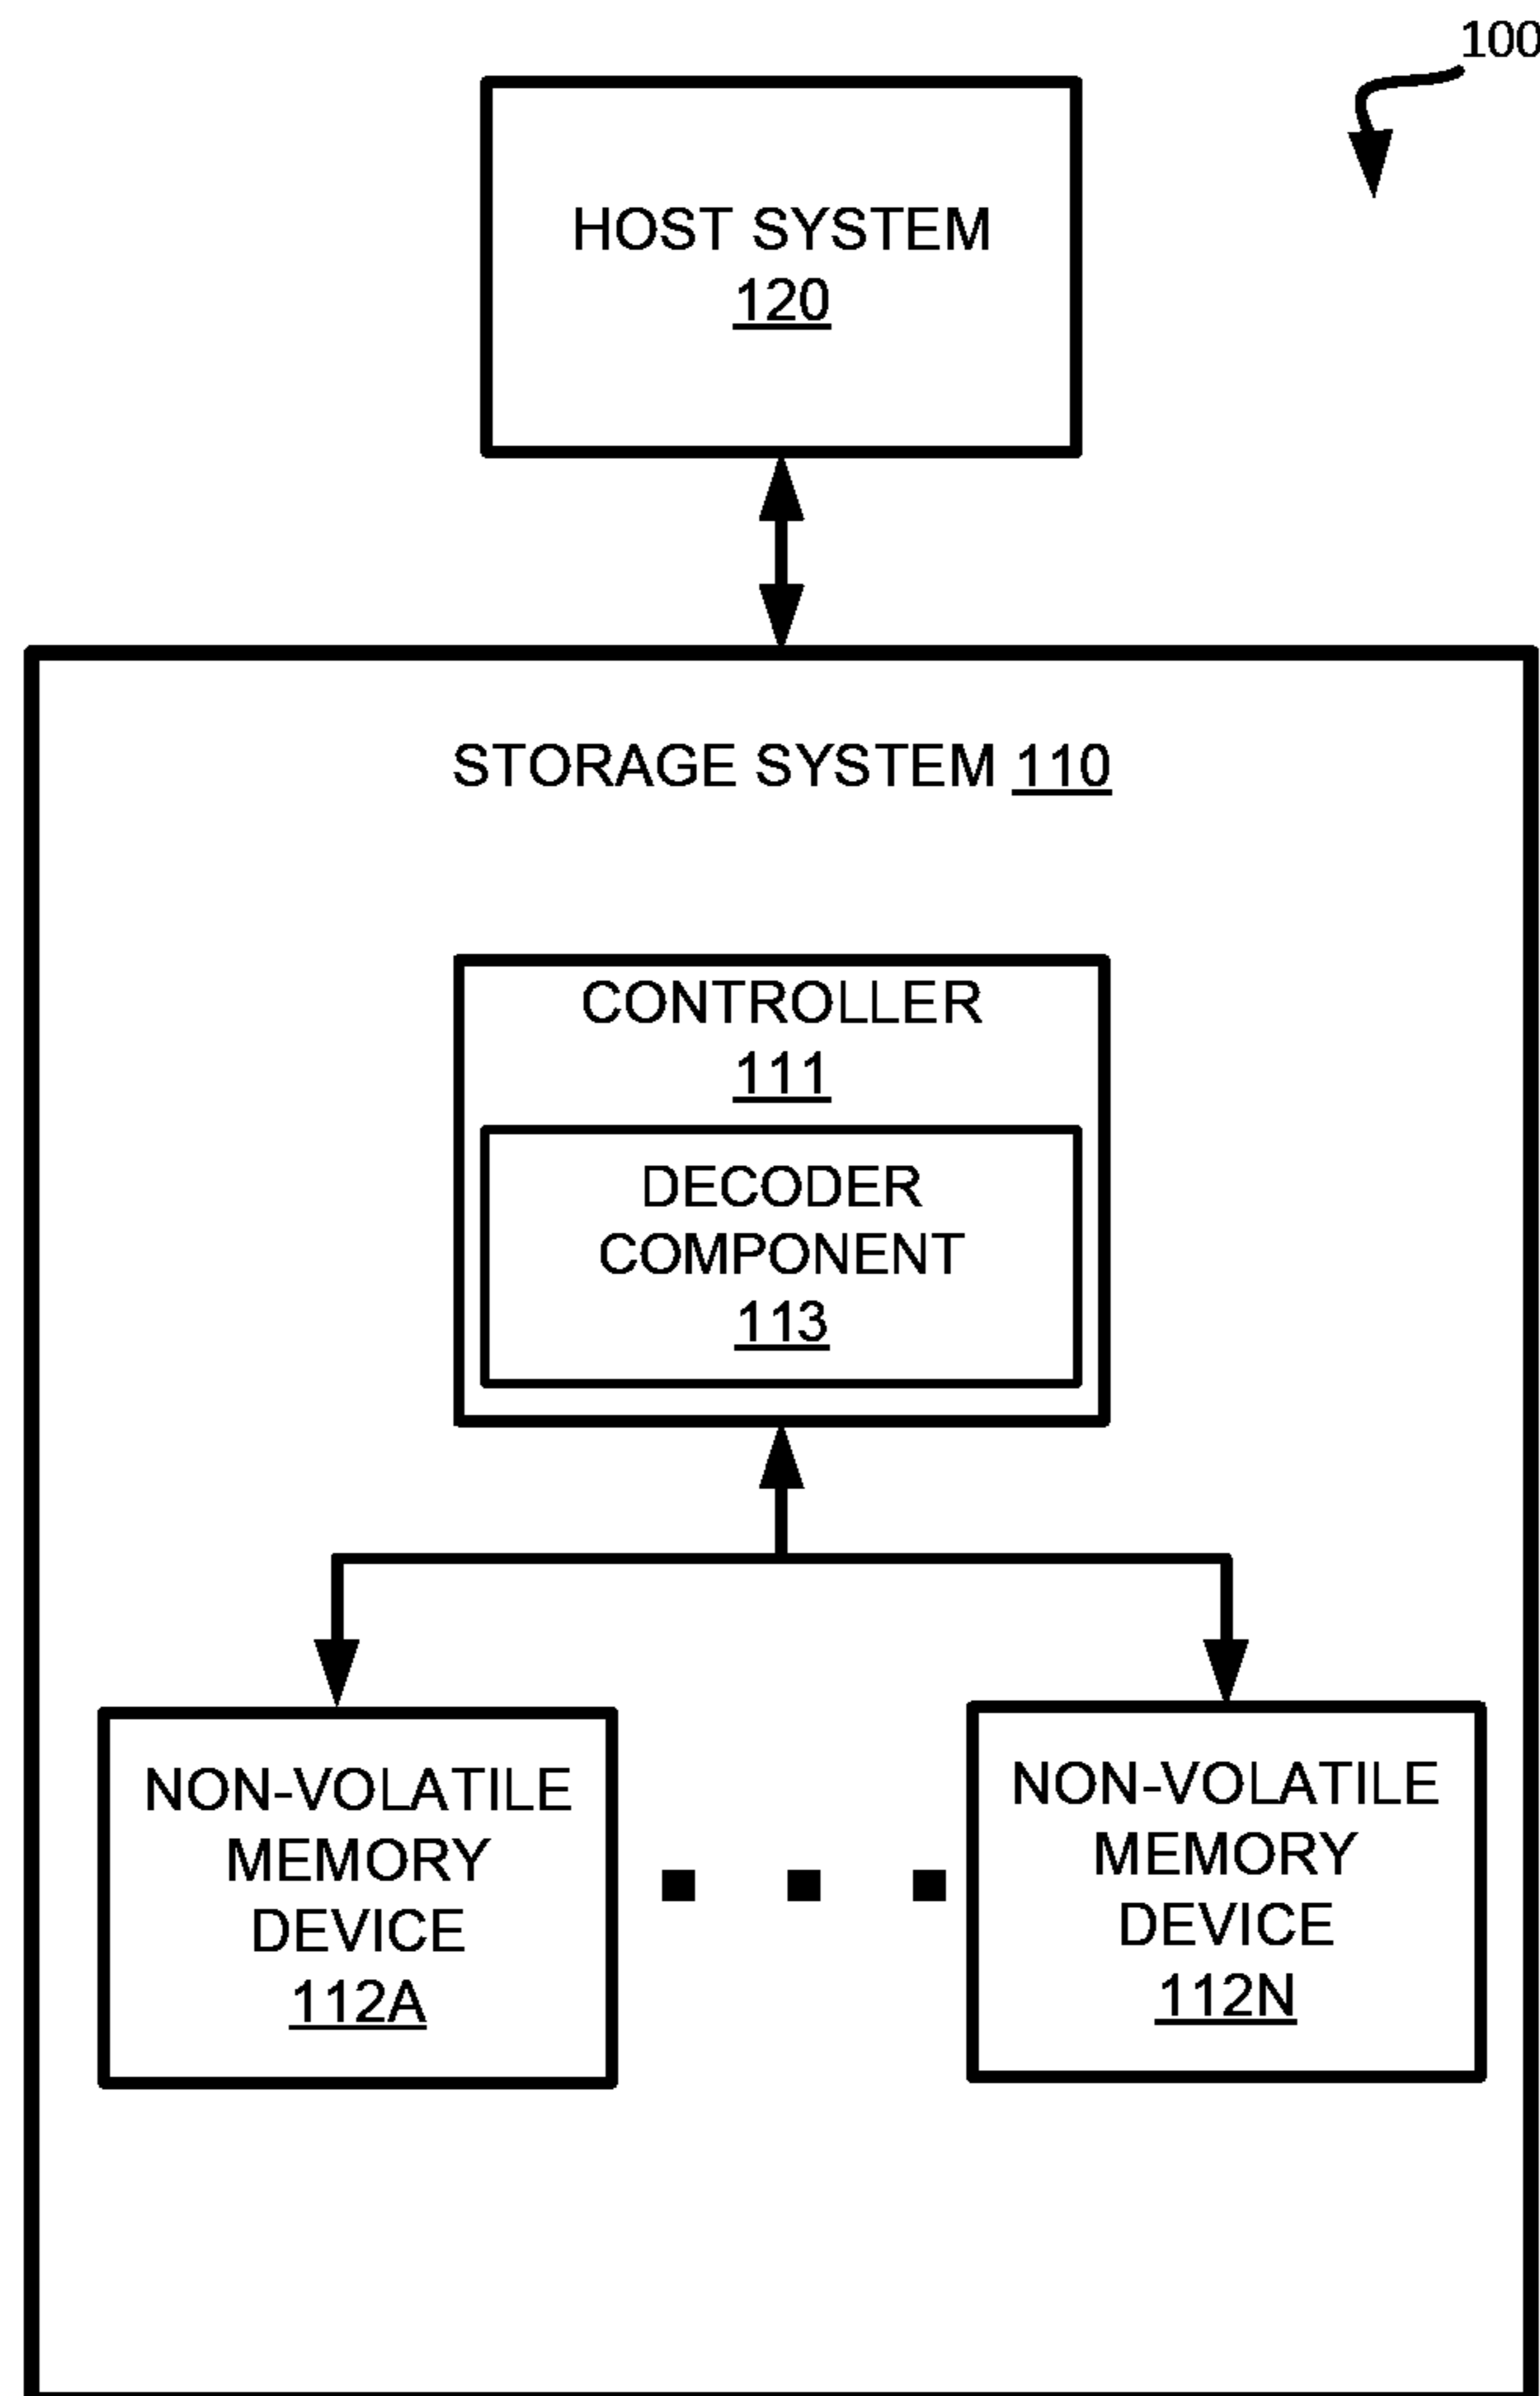 100
HOST SYSTEM
120
STORAGE SYSTEM 110
CONTROLLER
111
DECODER
COMPONENT
113
NON-VOLATILE
MEMORY
DEVICE
112A
NON-VOLATILE
MEMORY
DEVICE
112N